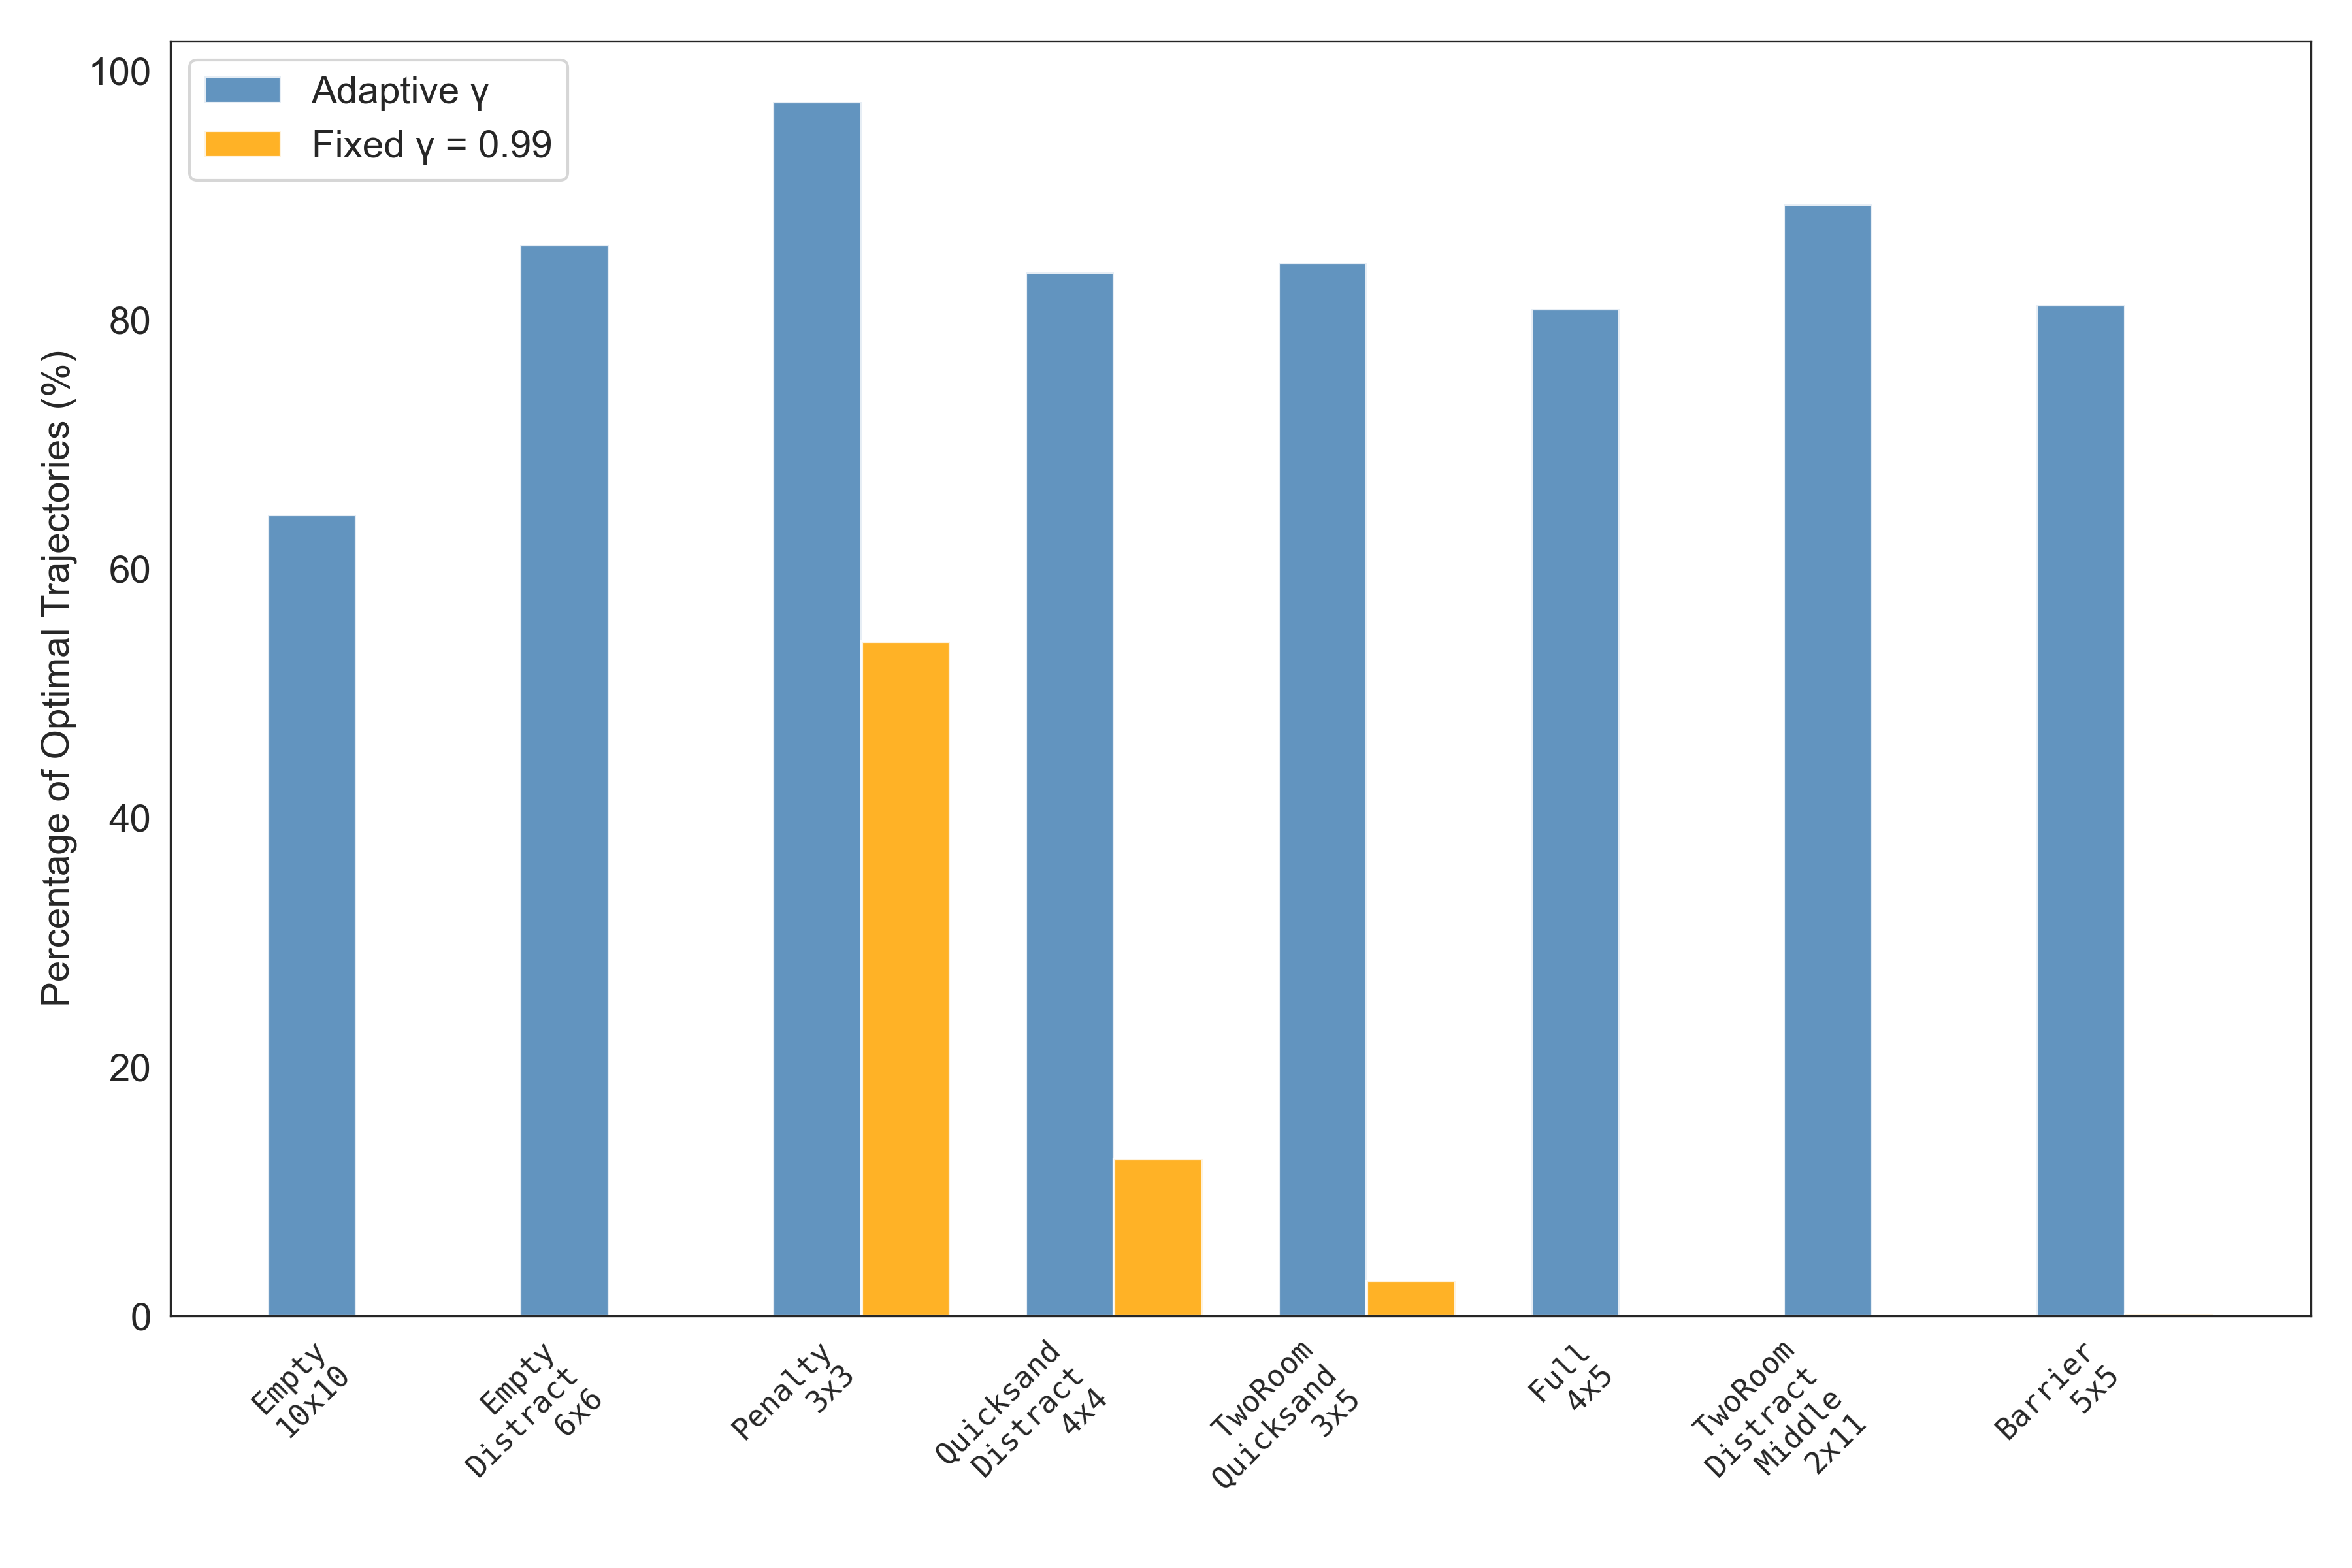 Adaptive γ
Fixed γ = 0.99
Percentage of Optimal Trajectories (%)
100
80
60
40
20
0
Empty
10x10
Empty
Distract
6x6
Penalty
3x3
Quicksand
Distract
4x4
TwoRoom
Quicksand
3x5
Full
4x5
TwoRoom
Distract
Middle
2x11
Barrier
5x5